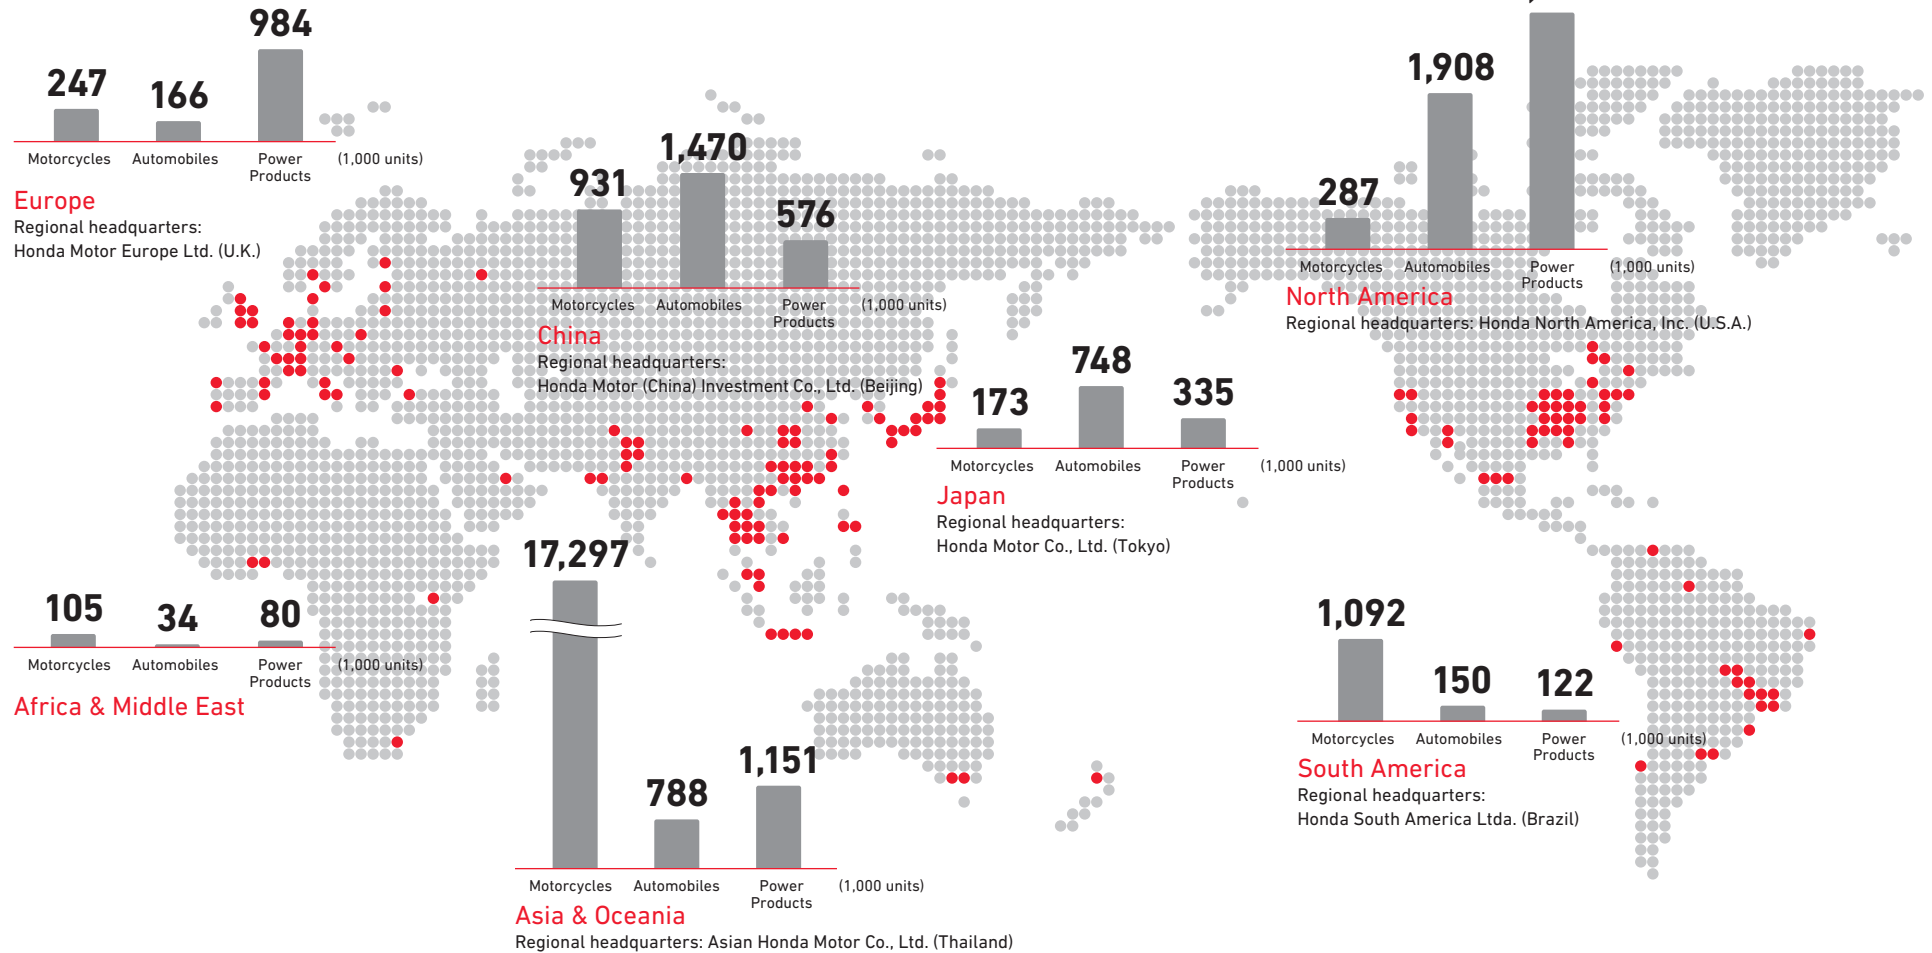 984
247
166
Motorcycles Automobiles Power Products (1,000 units)
Europe
Regional headquarters:
Honda Motor Europe Ltd. (U.K.)
1,470
931
576
Motorcycles Automobiles Power Products (1,000 units)
China
Regional headquarters:
Honda Motor (China) Investment Co., Ltd. (Beijing)
1,908
287
Motorcycles Automobiles Power Products (1,000 units)
North America
Regional headquarters: Honda North America, Inc. (U.S.A.)
748
173
335
Motorcycles Automobiles Power Products (1,000 units)
Japan
Regional headquarters:
Honda Motor Co., Ltd. (Tokyo)
105
34
80
Motorcycles Automobiles Power Products (1,000 units)
Africa & Middle East
17,297
788
1,151
Motorcycles Automobiles Power Products (1,000 units)
Asia & Oceania
Regional headquarters: Asian Honda Motor Co., Ltd. (Thailand)
1,092
150
122
Motorcycles Automobiles Power Products (1,000 units)
South America
Regional headquarters:
Honda South America Ltda. (Brazil)